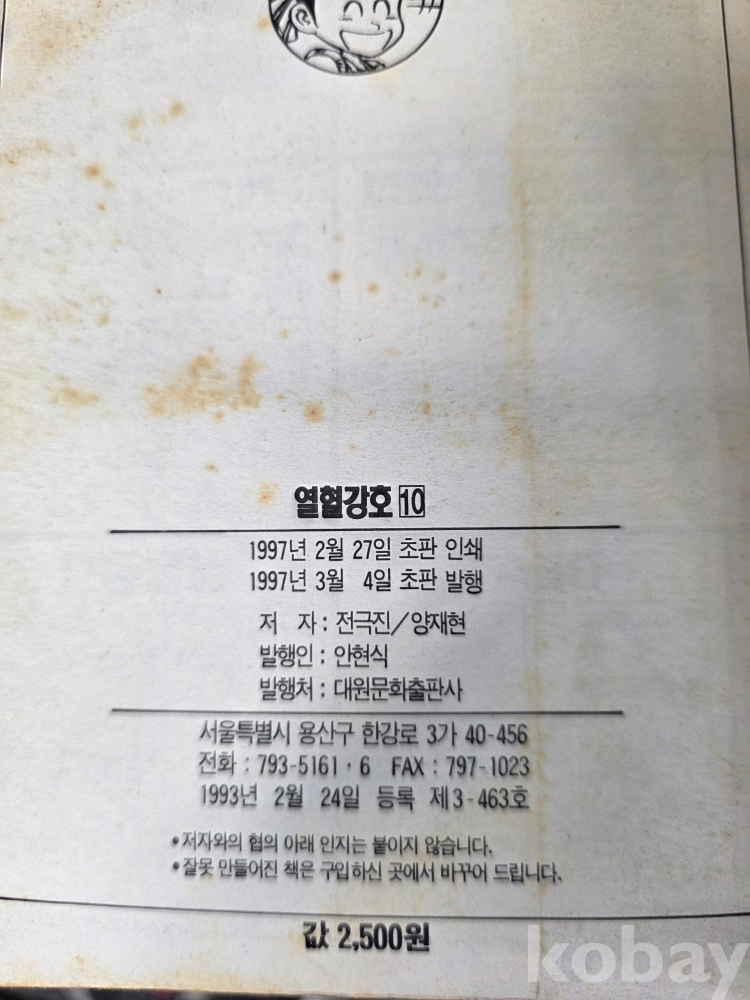 열혈강호 10
1997년 2월 27일 초판 인쇄
1997년 3월 4일 초판 발행
저 자 : 전극진/양재현
발행인 : 안현식
발행처 : 대원문화출판사
서울특별시 용산구 한강로 3가 40-456
전화 : 793-5161·6 FAX : 797-1023
1993년 2월 24일 등록 제3-463호
•저자와의 협의 아래 인지는 붙이지 않습니다.
•잘못 만들어진 책은 구입하신 곳에서 바꾸어 드립니다.
값 2,500원
kobay